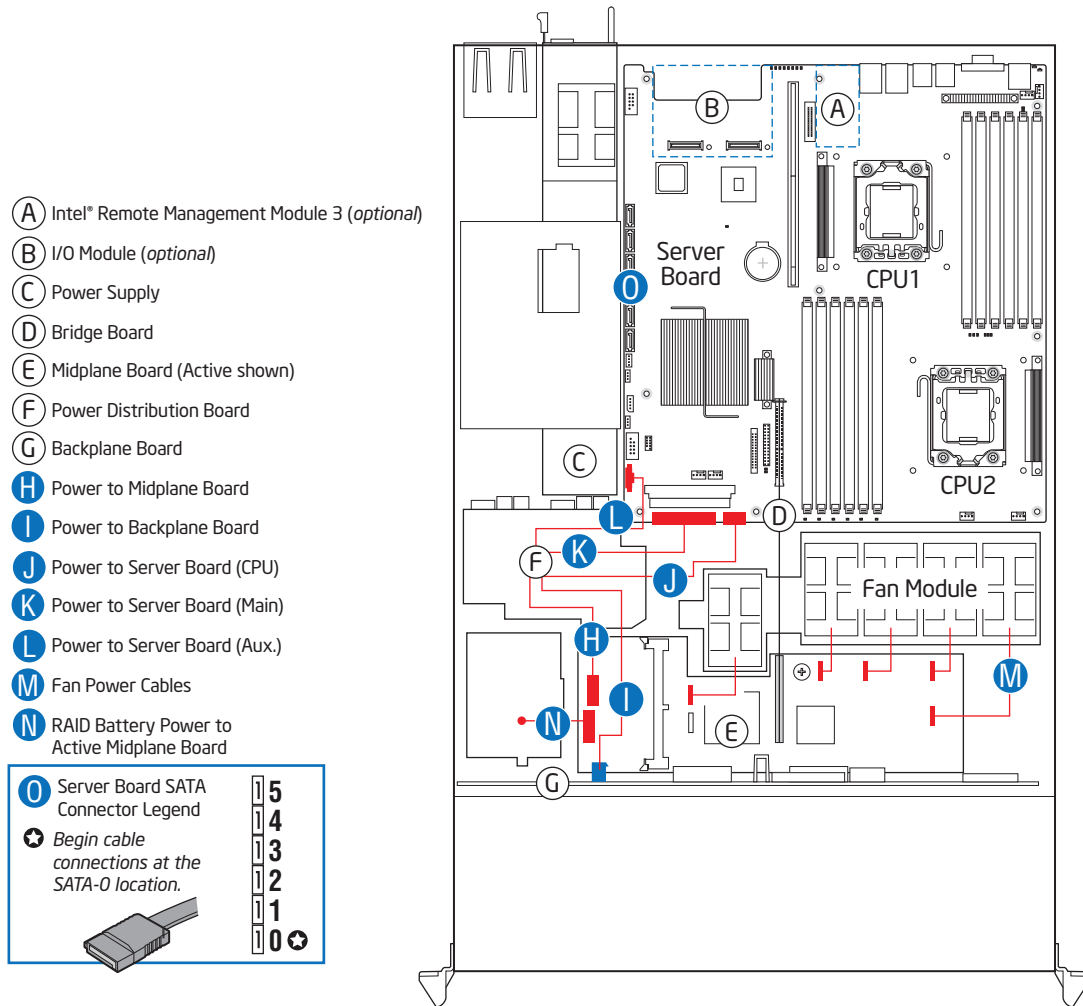 A Intel® Remote Management Module 3 (optional)
B I/O Module (optional)
C Power Supply
D Bridge Board
E Midplane Board (Active shown)
F Power Distribution Board
G Backplane Board
H Power to Midplane Board
I Power to Backplane Board
J Power to Server Board (CPU)
K Power to Server Board (Main)
L Power to Server Board (Aux.)
M Fan Power Cables
N RAID Battery Power to
Active Midplane Board
O Server Board SATA
Connector Legend
Begin cable
connections at the
SATA-0 location.
5
4
3
2
1
0
B
A
Server
Board
O
CPU1
CPU2
C
L
D
K
F
J
Fan Module
H
I
M
N
E
G